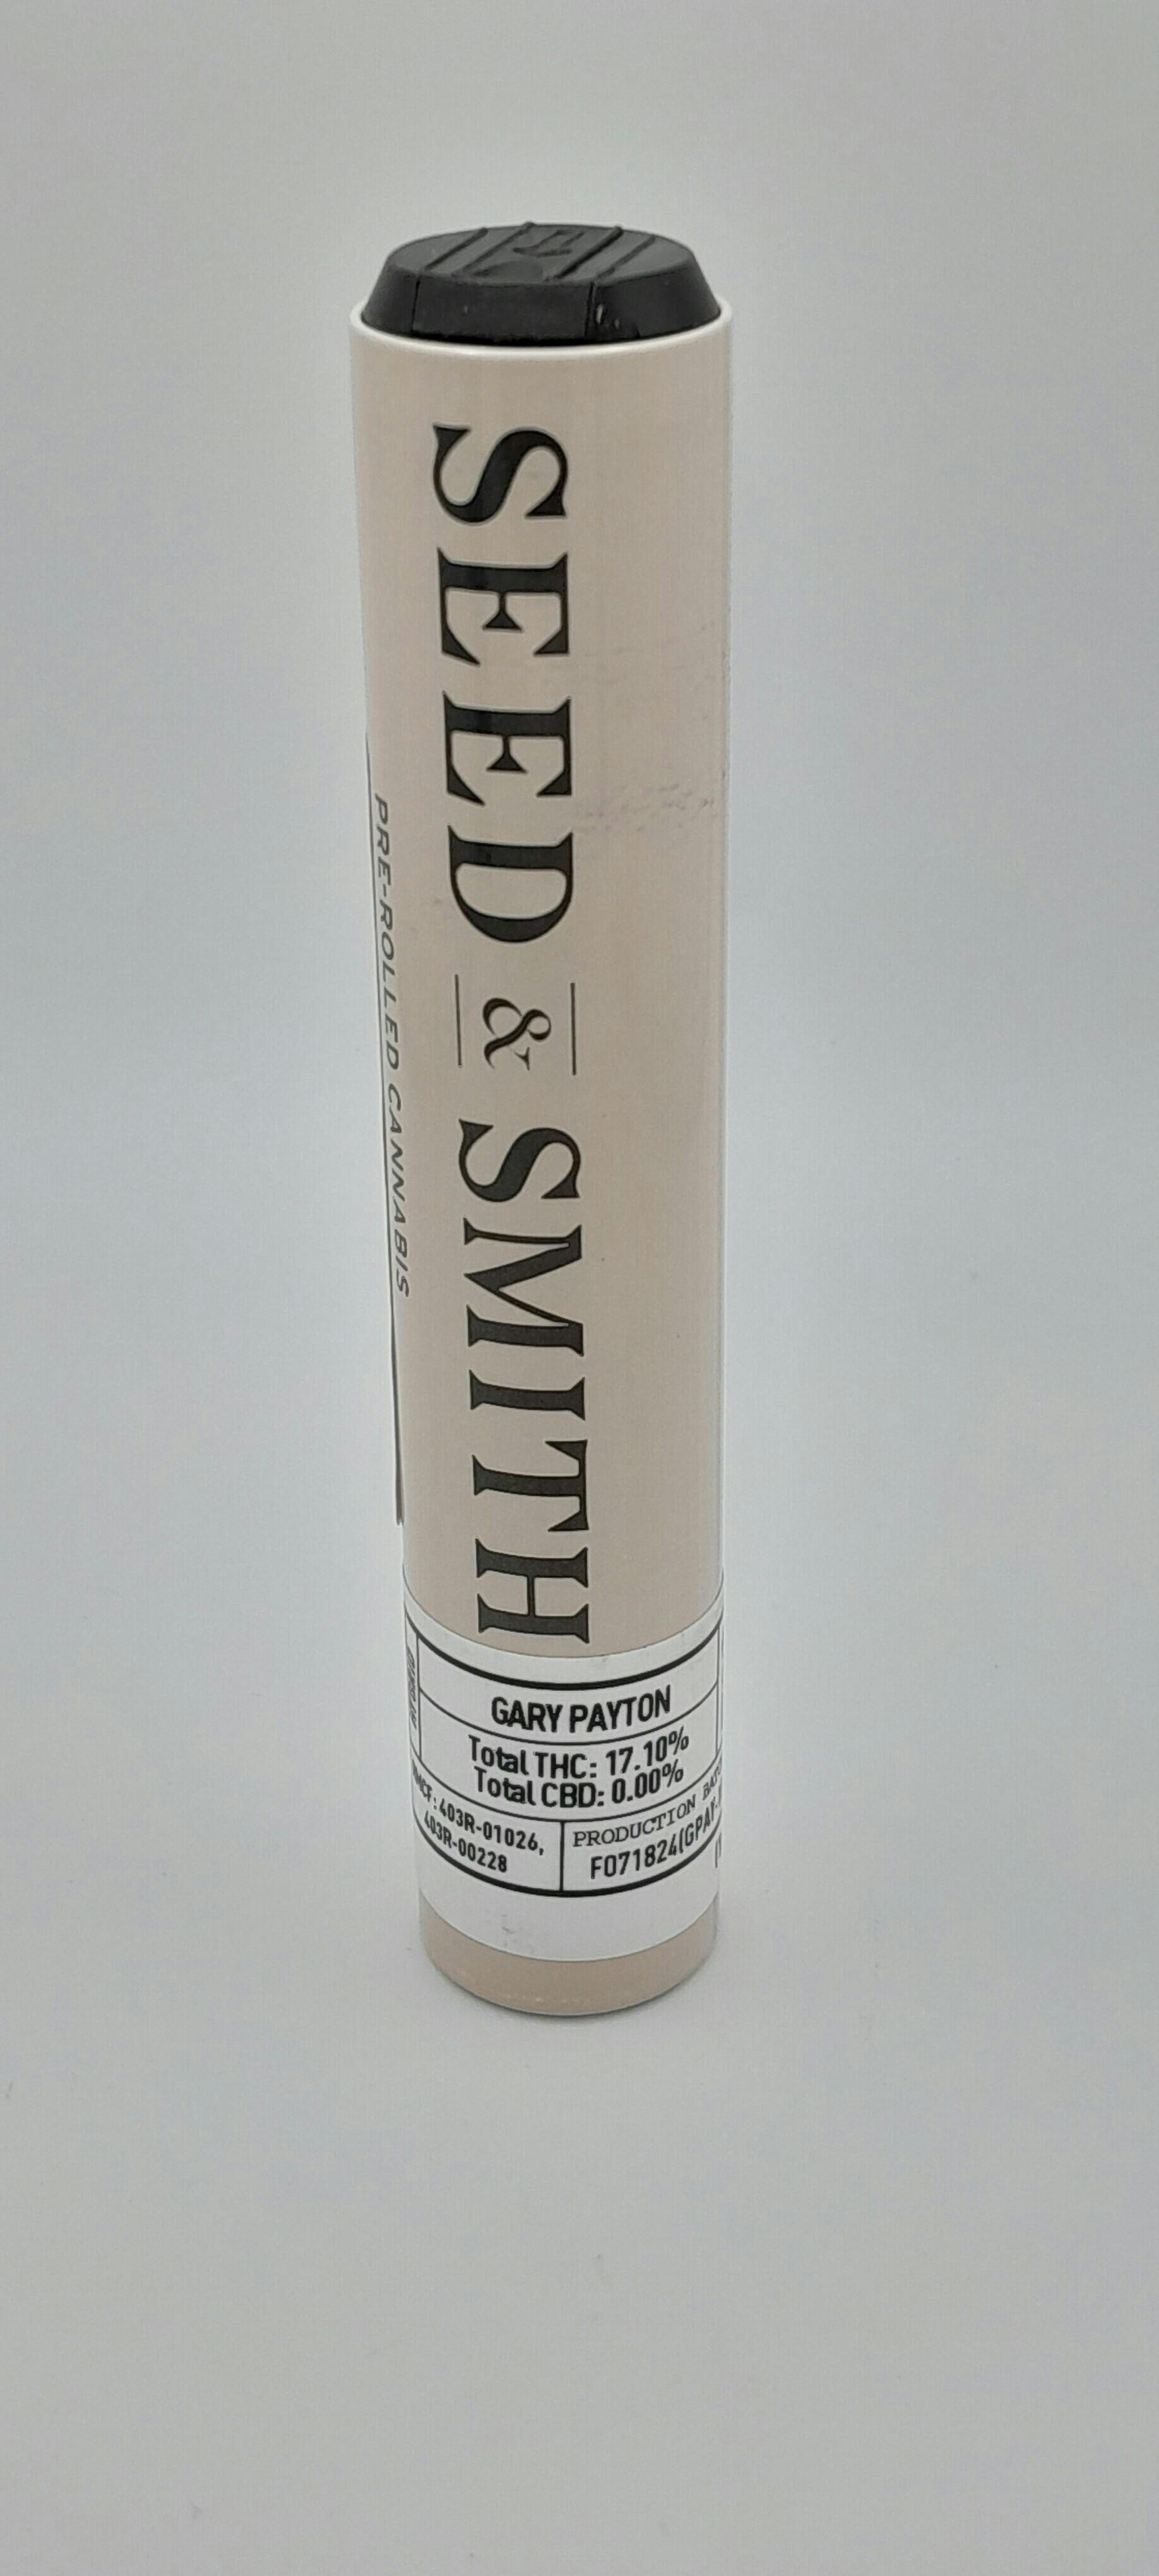 SEED & SMITH
PRE-ROLLED CANNABIS
GARY PAYTON
Total THC: 17.10%
Total CBD: 0.00%
403R-01026,
403R-00228
PRODUCTION
F071824(GPAY